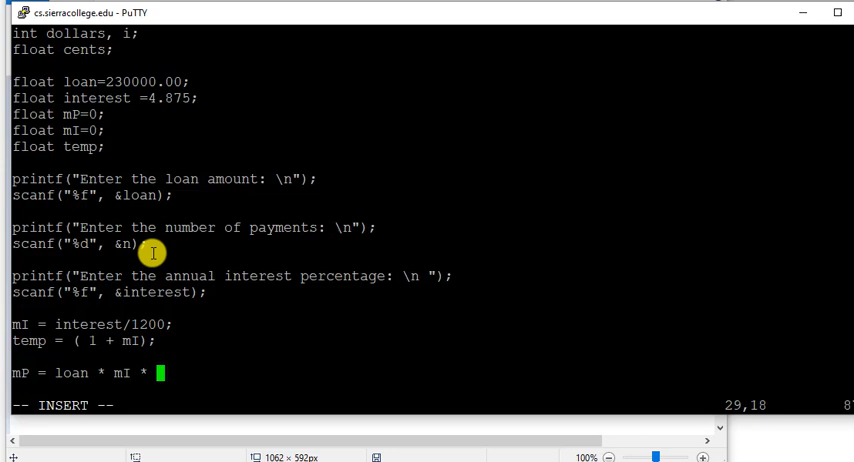 cs.sierracollege.edu - PuTTY
int dollars, i;
float cents;
float loan=230000.00;
float interest =4.875;
float mP=0;
float mI=0;
float temp;
printf("Enter the loan amount: \n");
scanf("%f", &loan);
printf("Enter the number of payments: \n");
scanf("%d", &n);
printf("Enter the annual interest percentage: \n ");
scanf("%f", &interest);
mI = interest/1200;
temp = ( 1 + mI);
mP = loan * mI *
-- INSERT -- 29,18 8
1062 × 592px 100%